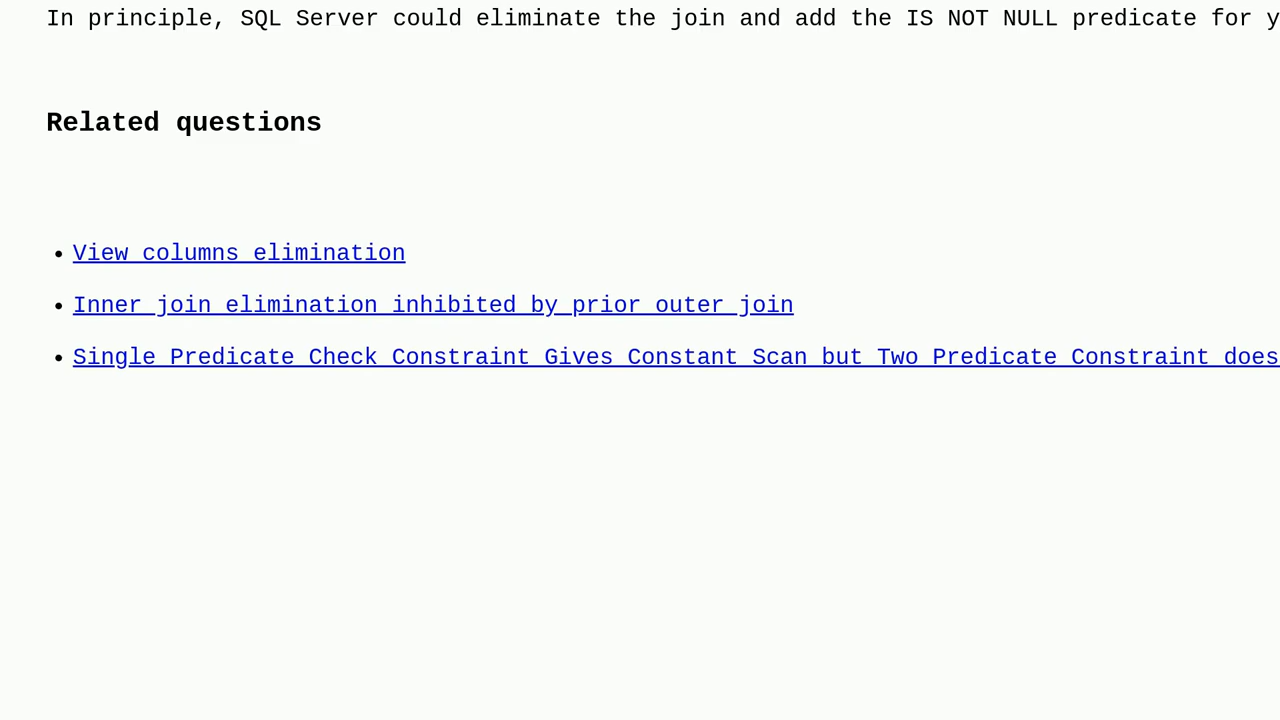 In principle, SQL Server could eliminate the join and add the IS NOT NULL predicate for
Related questions
• View columns elimination
• Inner join elimination inhibited by prior outer join
• Single Predicate Check Constraint Gives Constant Scan but Two Predicate Constraint does